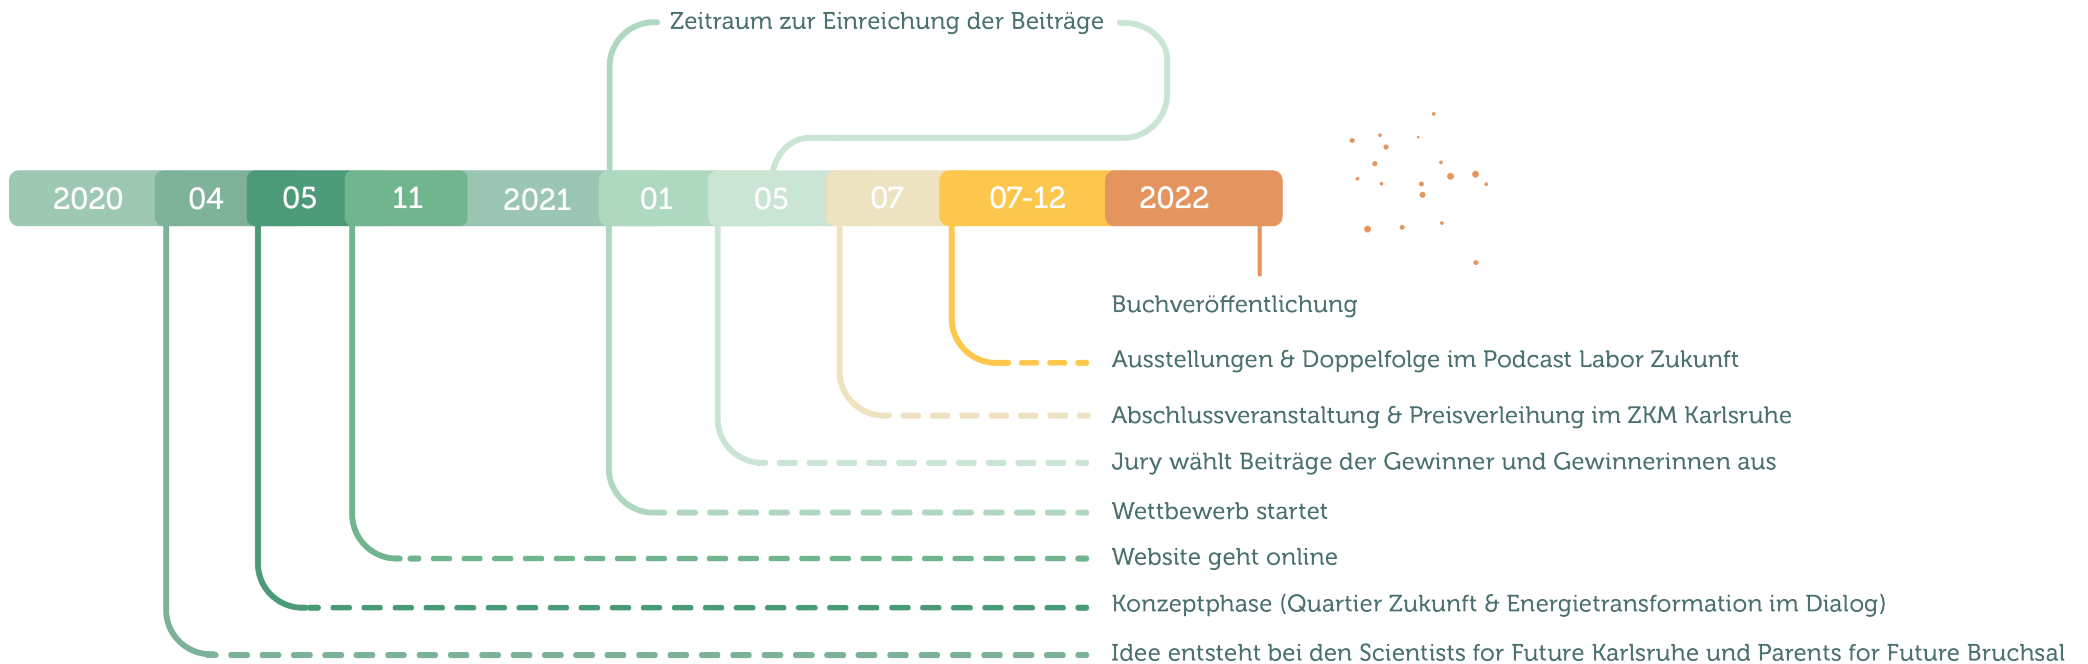 Zeitraum zur Einreichung der Beiträge
2020 04 05 11 2021 01 05 07 07-12 2022
Buchveröffentlichung
Ausstellungen & Doppelfolge im Podcast Labor Zukunft
Abschlussveranstaltung & Preisverleihung im ZKM Karlsruhe
Jury wählt Beiträge der Gewinner und Gewinnerinnen aus
Wettbewerb startet
Website geht online
Konzeptphase (Quartier Zukunft & Energietransformation im Dialog)
Idee entsteht bei den Scientists for Future Karlsruhe und Parents for Future Bruchsal